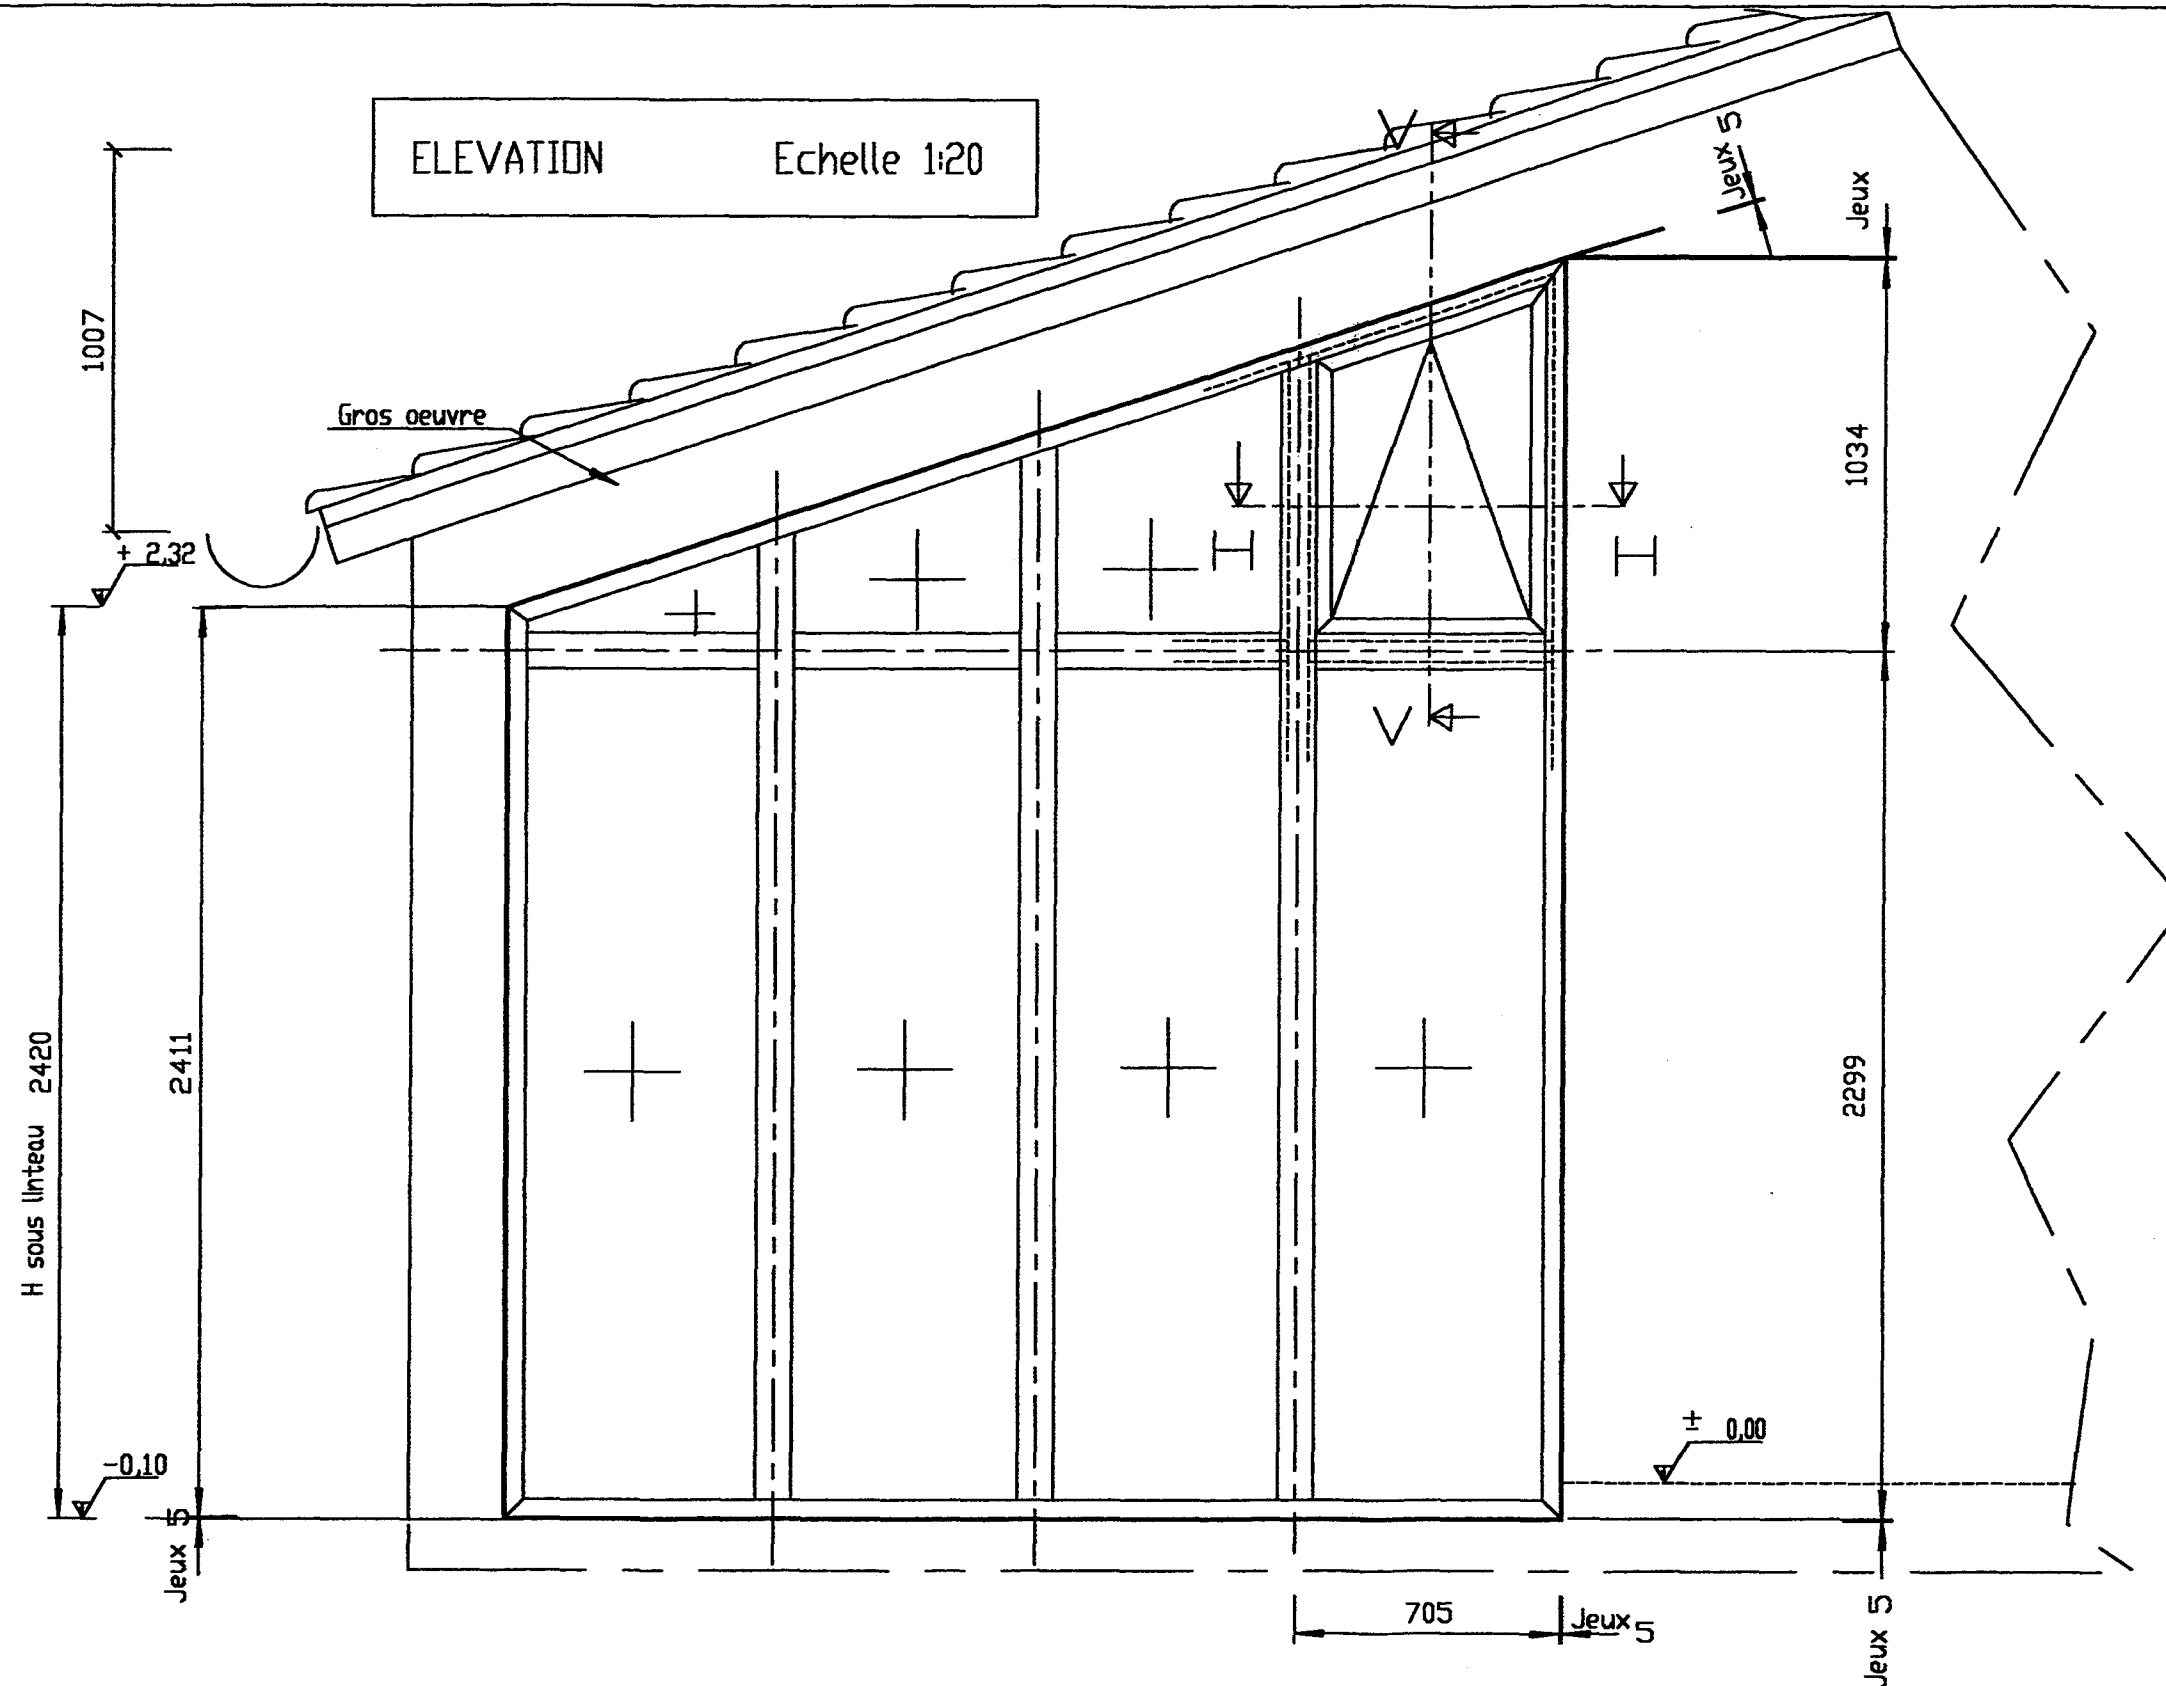 ELEVATION Echelle 1:20
Jeux 5
Jeux
1007
V
Gros oeuvre
1034
+ 2,32
H H
V
H sous linteau 2420
2411
2299
± 0,00
-0,10
Jeux 5
705 Jeux 5
Jeux 5